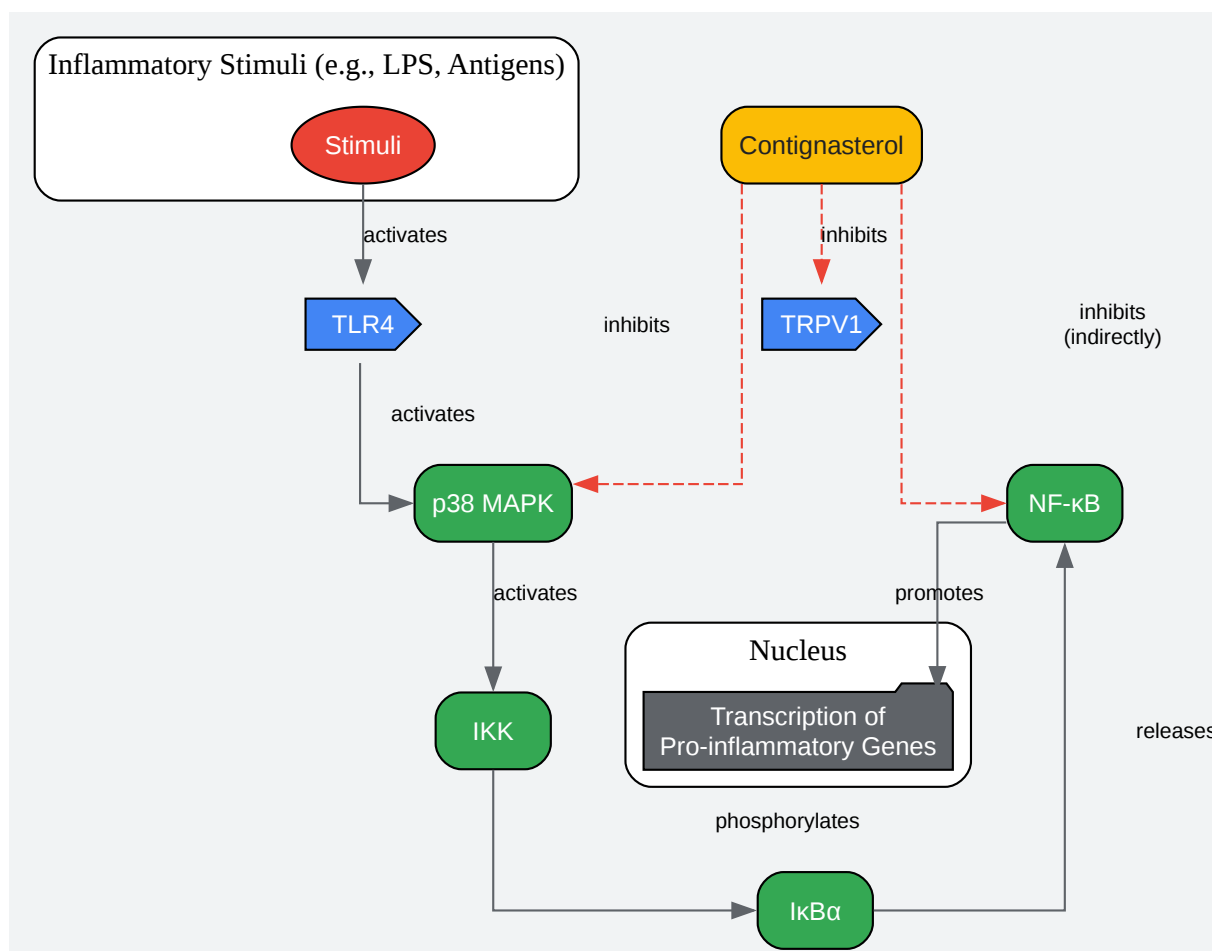 Inflammatory Stimuli (e.g., LPS, Antigens)
Stimuli
Contignasterol
activates
inhibits
TLR4
inhibits
TRPV1
inhibits
(indirectly)
activates
p38 MAPK
NF-κB
activates
promotes
Nucleus
IKK
Transcription of
Pro-inflammatory Genes
releases
phosphorylates
IκBα